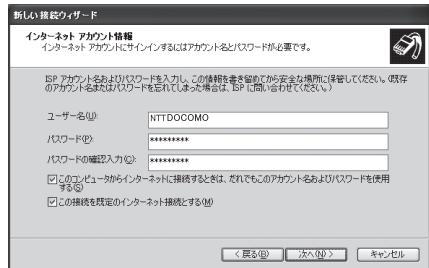 新しい接続ウィザード
インターネット アカウント情報
インターネット アカウントにサインインするにはアカウント名とパスワードが必要です。
ISP アカウント名およびパスワードを入力し、この情報を書き留めてから安全な場所に保管してください。(既存
のアカウント名またはパスワードを忘れてしまった場合は、ISP に問い合わせてください。)
ユーザー名(U): NTTDOCOMO
パスワード(P): *********
パスワードの確認入力(C): *********
このコンピュータからインターネットに接続するときは、だれでもこのアカウント名およびパスワードを使用
する(S)
この接続を既定のインターネット接続とする(M)
< 戻る(B) 次へ(N) > キャンセル